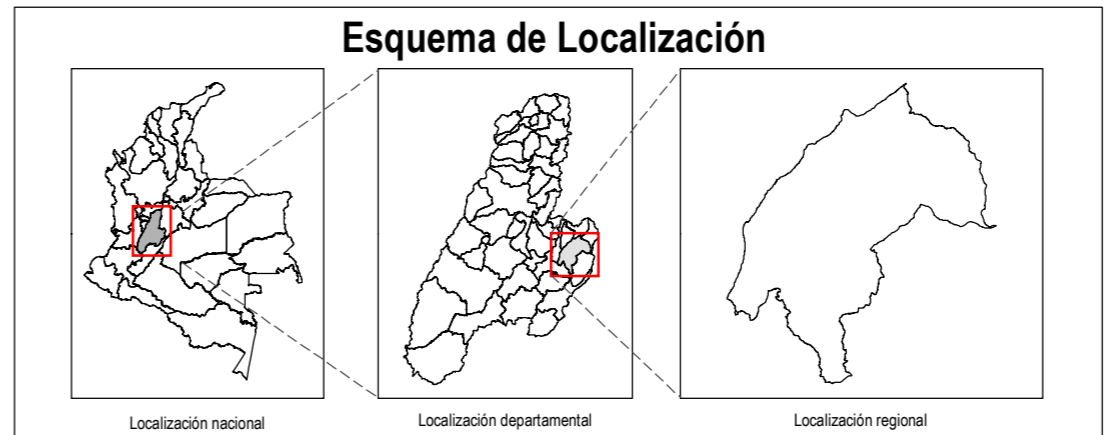 Esquema de Localización
Localización nacional
Localización departamental
Localización regional